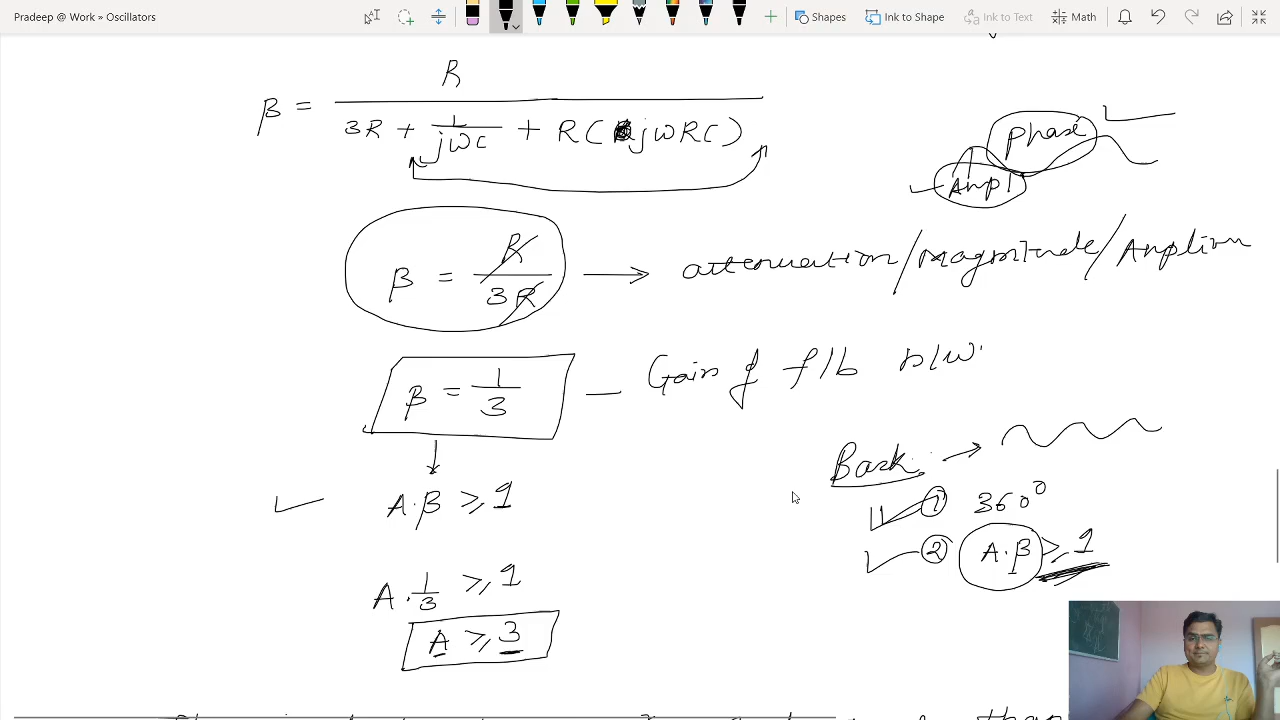 Pradeep @ Work » Oscillators
Shapes Ink to Shape Ink to Text Math
β = R / (3R + 1/jωC + R(jωRC))
phase
Ampl
β = R/3R → attenuation/magnitude/Amplitun
β = 1/3 — Gain of f/b n/w.
Bark →
① 360°
A.β ≥ 1
② A.β ≥ 1
A.1/3 ≥ 1
A ≥ 3